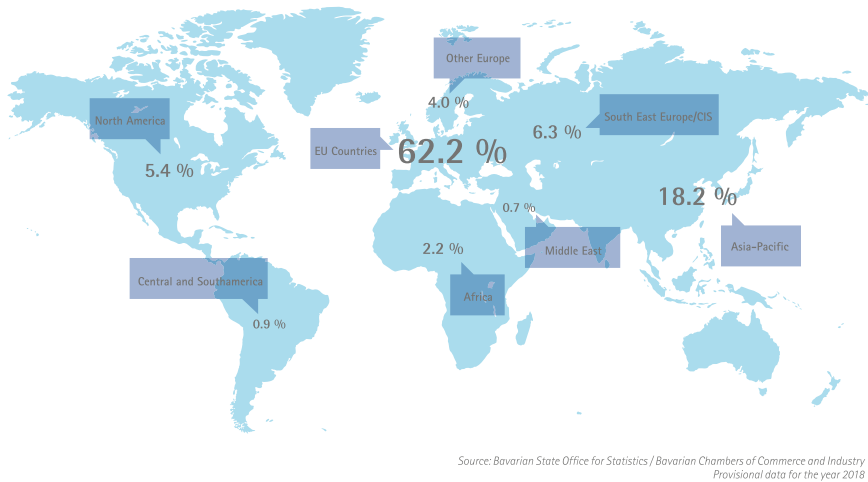 Other Europe
4.0 %
North America
5.4 %
South East Europe/CIS
6.3 %
EU Countries
62.2 %
18.2 %
Asia-Pacific
0.7 %
Middle East
2.2 %
Africa
Central and Southamerica
0.9 %
Source: Bavarian State Office for Statistics / Bavarian Chambers of Commerce and Industry
Provisional data for the year 2018